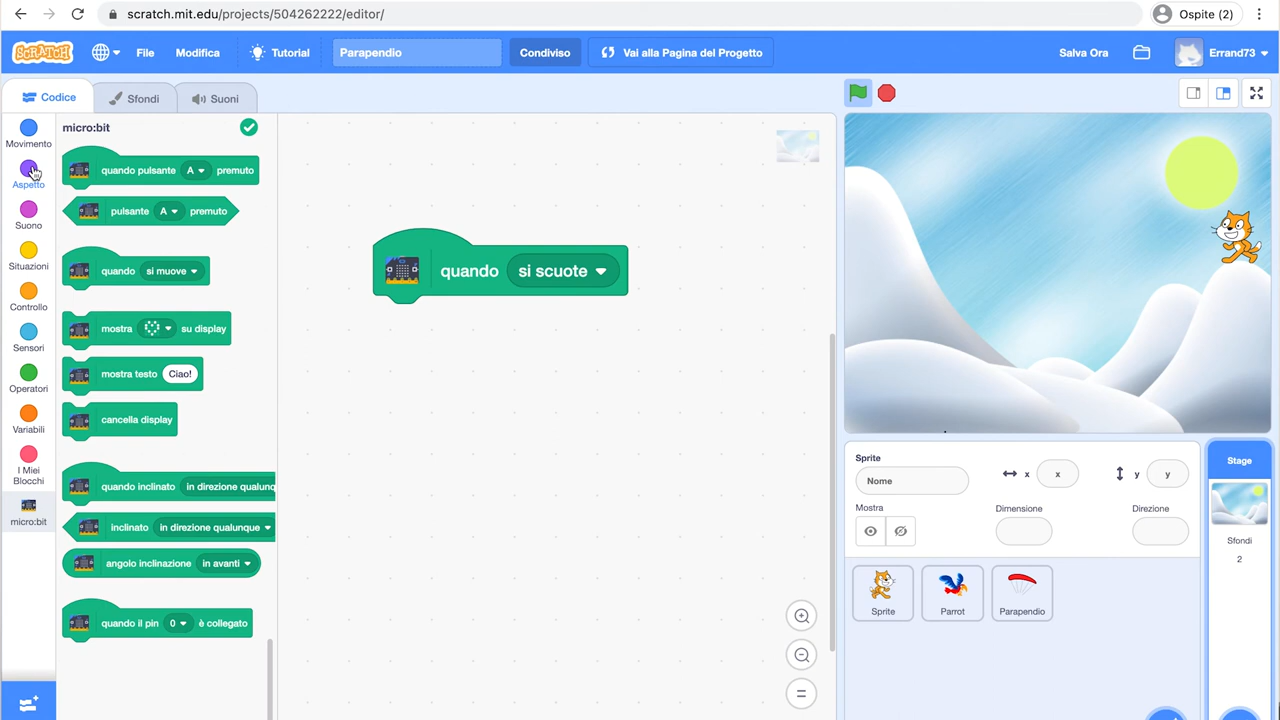 scratch.mit.edu/projects/504262222/editor/
Ospite (2)
SCRATCH
File
Modifica
Tutorial
Parapendio
Condiviso
Vai alla Pagina del Progetto
Salva Ora
Errand73
Codice
Sfondi
Suoni
Movimento
Aspetto
Suono
Situazioni
Controllo
Sensori
Operatori
Variabili
I Miei
Blocchi
micro:bit
micro:bit
quando pulsante A premuto
pulsante A premuto
quando si muove
mostra su display
mostra testo Ciao!
cancella display
quando inclinato in direzione qualunq
inclinato in direzione qualunque
angolo inclinazione in avanti
quando il pin 0 è collegato
quando si scuote
Sprite
Nome
x x
y y
Mostra
Dimensione
Direzione
Sprite
Parrot
Parapendio
Stage
Sfondi
2